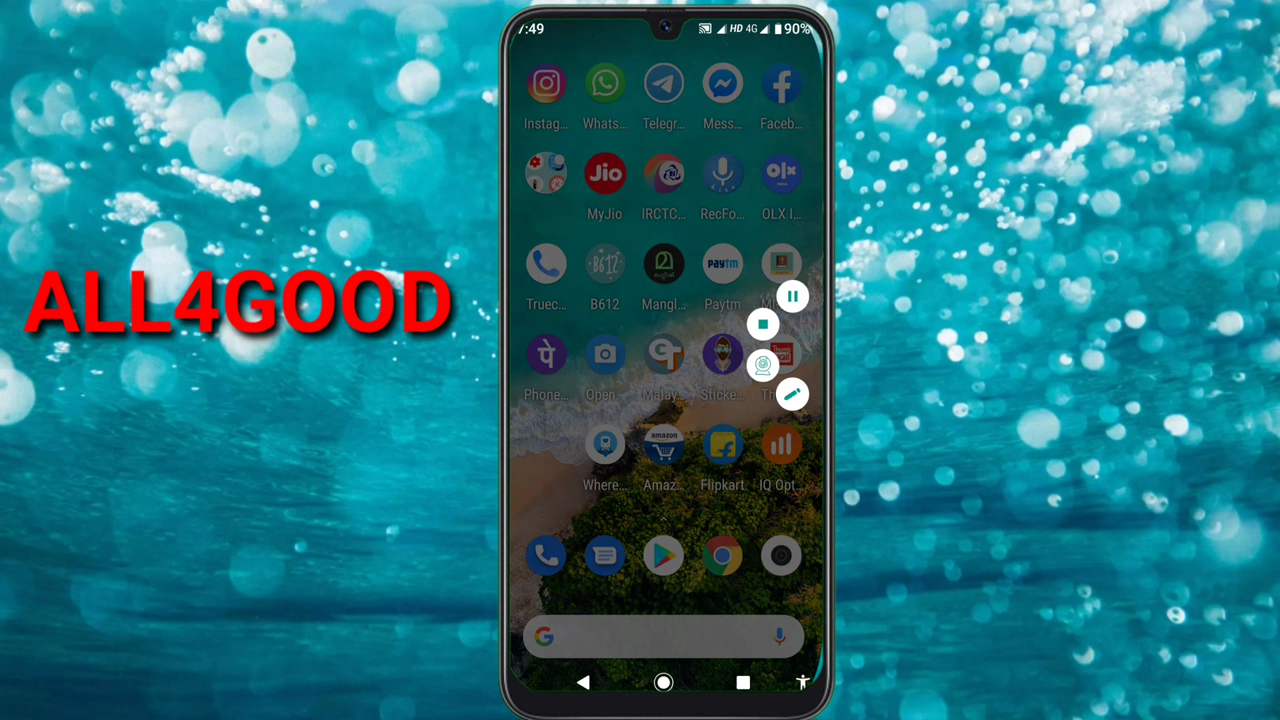 7:49 HD 4G 90%
Instag... Whats... Telegr... Mess... Faceb...
Jio
MyJio IRCTC... RecFo... OLX I...
olx
B612 paytm
Truec... B612 Mangl... Paytm
Phone... Open... Malay... Sticke...
amazon
Where... Amaz... Flipkart IQ Opt...
ALL4GOOD